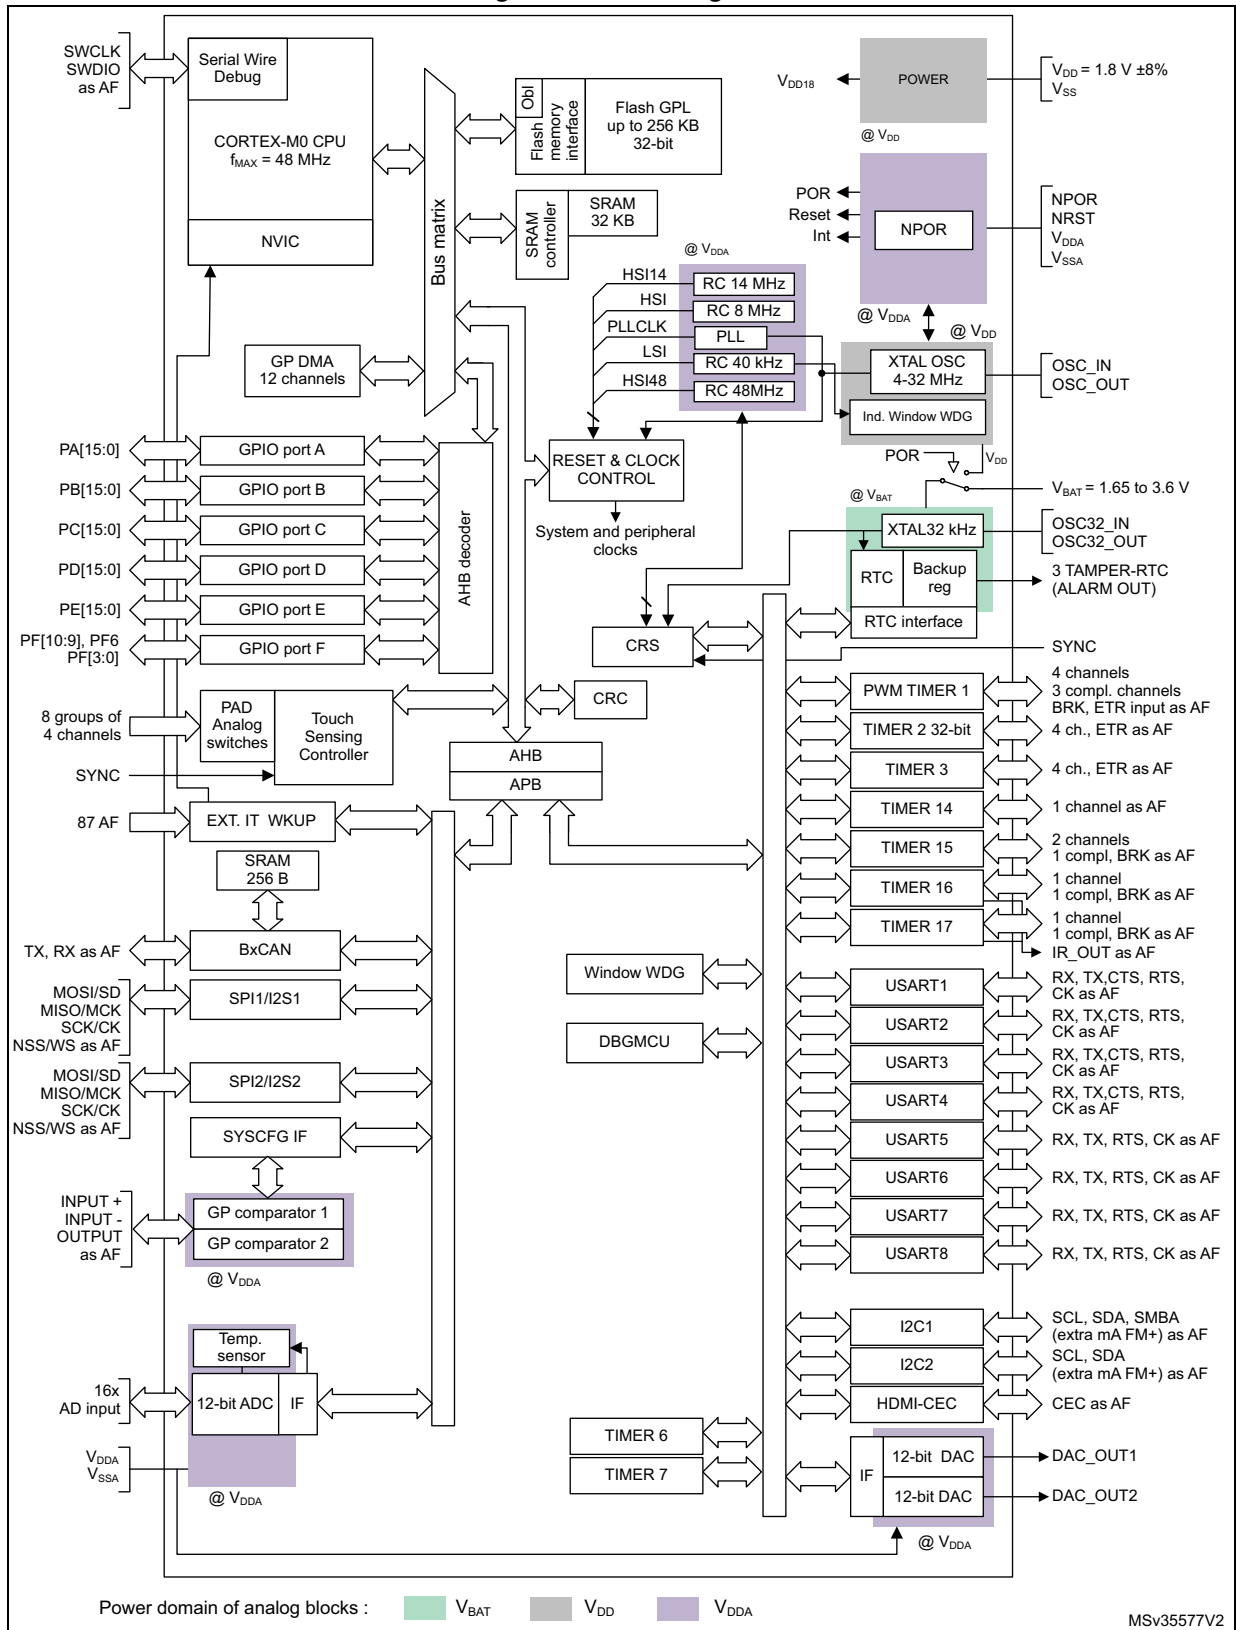 SWCLK
SWDIO
as AF
Serial Wire
Debug
CORTEX-M0 CPU
fMAX = 48 MHz
NVIC
Bus matrix
Obl
Flash
memory
interface
Flash GPL
up to 256 KB
32-bit
SRAM
controller
SRAM
32 KB
VDD18
POWER
VDD = 1.8 V ±8%
VSS
@ VDD
POR
Reset
Int
NPOR
NPOR
NRST
VDDA
VSSA
@ VDDA
@ VDDA
@ VDD
HSI14
RC 14 MHz
HSI
RC 8 MHz
PLLCLK
PLL
LSI
RC 40 kHz
HSI48
RC 48MHz
XTAL OSC
4-32 MHz
OSC_IN
OSC_OUT
Ind. Window WDG
GP DMA
12 channels
PA[15:0]
GPIO port A
PB[15:0]
GPIO port B
PC[15:0]
GPIO port C
PD[15:0]
GPIO port D
PE[15:0]
GPIO port E
PF[10:9], PF6
PF[3:0]
GPIO port F
AHB decoder
RESET & CLOCK
CONTROL
System and peripheral
clocks
POR
VDD
VBAT = 1.65 to 3.6 V
@ VBAT
XTAL32 kHz
OSC32_IN
OSC32_OUT
RTC
Backup
reg
3 TAMPER-RTC
(ALARM OUT)
RTC interface
CRS
SYNC
8 groups of
4 channels
PAD
Analog
switches
Touch
Sensing
Controller
SYNC
CRC
AHB
APB
87 AF
EXT. IT WKUP
SRAM
256 B
TX, RX as AF
BxCAN
MOSI/SD
MISO/MCK
SCK/CK
NSS/WS as AF
SPI1/I2S1
MOSI/SD
MISO/MCK
SCK/CK
NSS/WS as AF
SPI2/I2S2
SYSCFG IF
INPUT +
INPUT -
OUTPUT
as AF
GP comparator 1
GP comparator 2
@ VDDA
Temp.
sensor
16x
AD input
12-bit ADC
IF
VDDA
VSSA
@ VDDA
Window WDG
DBGMCU
TIMER 6
TIMER 7
PWM TIMER 1
4 channels
3 compl. channels
BRK, ETR input as AF
TIMER 2 32-bit
4 ch., ETR as AF
TIMER 3
4 ch., ETR as AF
TIMER 14
1 channel as AF
TIMER 15
2 channels
1 compl, BRK as AF
TIMER 16
1 channel
1 compl, BRK as AF
TIMER 17
1 channel
1 compl, BRK as AF
IR_OUT as AF
USART1
RX, TX,CTS, RTS,
CK as AF
USART2
RX, TX,CTS, RTS,
CK as AF
USART3
RX, TX,CTS, RTS,
CK as AF
USART4
RX, TX,CTS, RTS,
CK as AF
USART5
RX, TX, RTS, CK as AF
USART6
RX, TX, RTS, CK as AF
USART7
RX, TX, RTS, CK as AF
USART8
RX, TX, RTS, CK as AF
I2C1
SCL, SDA, SMBA
(extra mA FM+) as AF
I2C2
SCL, SDA
(extra mA FM+) as AF
HDMI-CEC
CEC as AF
IF
12-bit DAC
DAC_OUT1
12-bit DAC
DAC_OUT2
@ VDDA
Power domain of analog blocks :
VBAT
VDD
VDDA
MSv35577V2